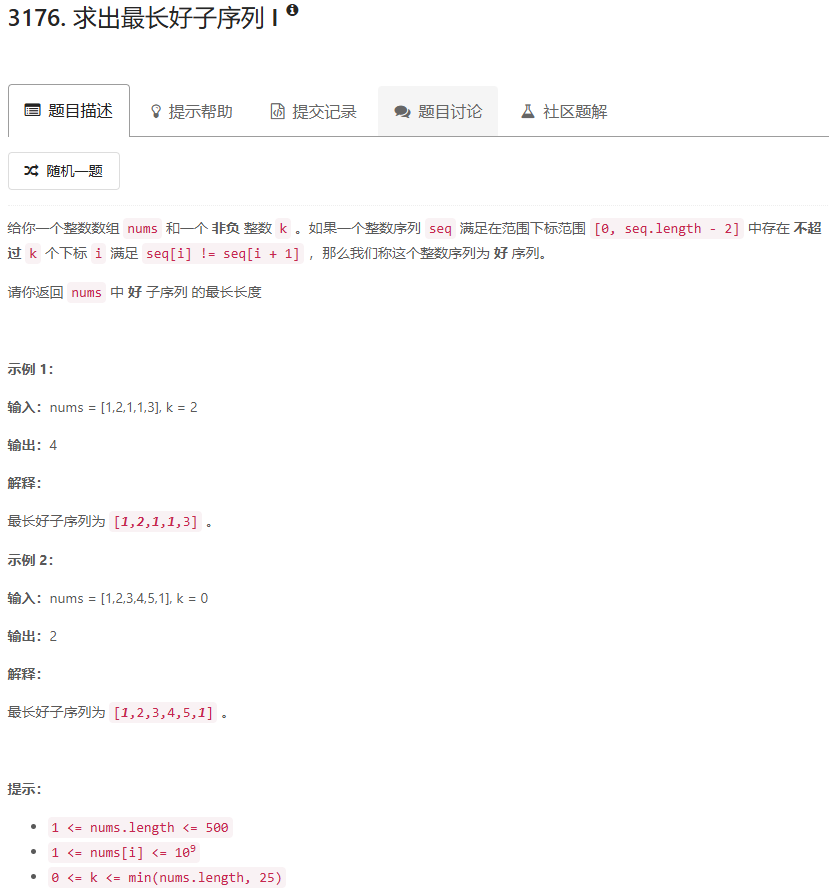 3176. 求出最长好子序列 I
题目描述 提示帮助 提交记录 题目讨论 社区题解
随机一题
给你一个整数数组 nums 和一个 非负 整数 k 。如果一个整数序列 seq 满足在范围下标范围 [0, seq.length - 2] 中存在 不超
过 k 个下标 i 满足 seq[i] != seq[i + 1] ，那么我们称这个整数序列为 好 序列。
请你返回 nums 中 好 子序列 的最长长度
示例 1：
输入：nums = [1,2,1,1,3], k = 2
输出：4
解释：
最长好子序列为 [1,2,1,1,3] 。
示例 2：
输入：nums = [1,2,3,4,5,1], k = 0
输出：2
解释：
最长好子序列为 [1,2,3,4,5,1] 。
提示：
1 <= nums.length <= 500
1 <= nums[i] <= 10⁹
0 <= k <= min(nums.length, 25)